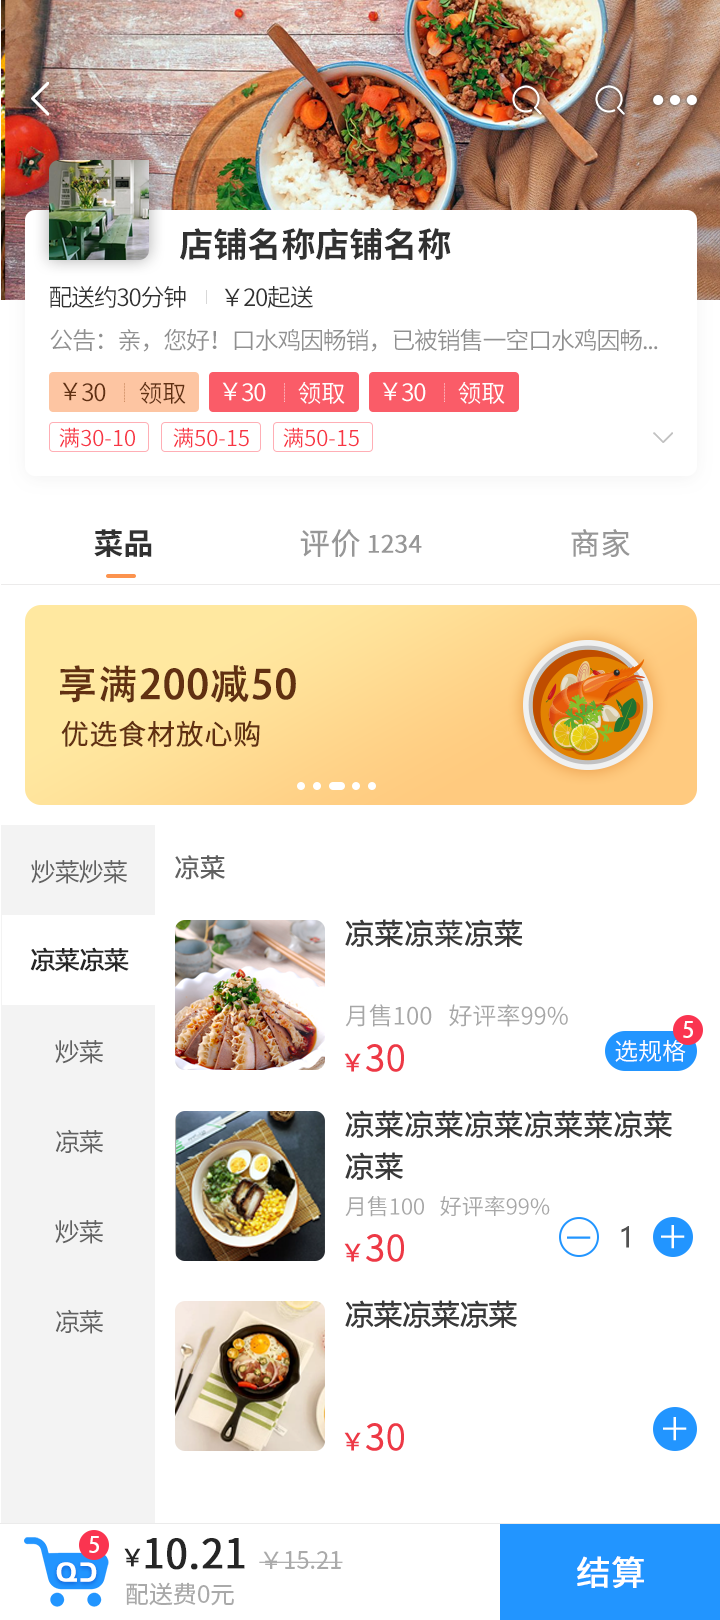 店铺名称店铺名称
配送约30分钟 ￥20起送
公告：亲，您好！口水鸡因畅销，已被销售一空口水鸡因畅...
￥30 领取 ￥30 领取 ￥30 领取
满30-10 满50-15 满50-15
菜品 评价 1234 商家
享满200减50
优选食材放心购
炒菜炒菜
凉菜凉菜
炒菜
凉菜
炒菜
凉菜
凉菜
凉菜凉菜凉菜
月售100 好评率99%
￥30
选规格 5
凉菜凉菜凉菜凉菜菜凉菜
凉菜
月售100 好评率99%
￥30
1
凉菜凉菜凉菜
￥30
5
￥10.21 ￥15.21
配送费0元
结算